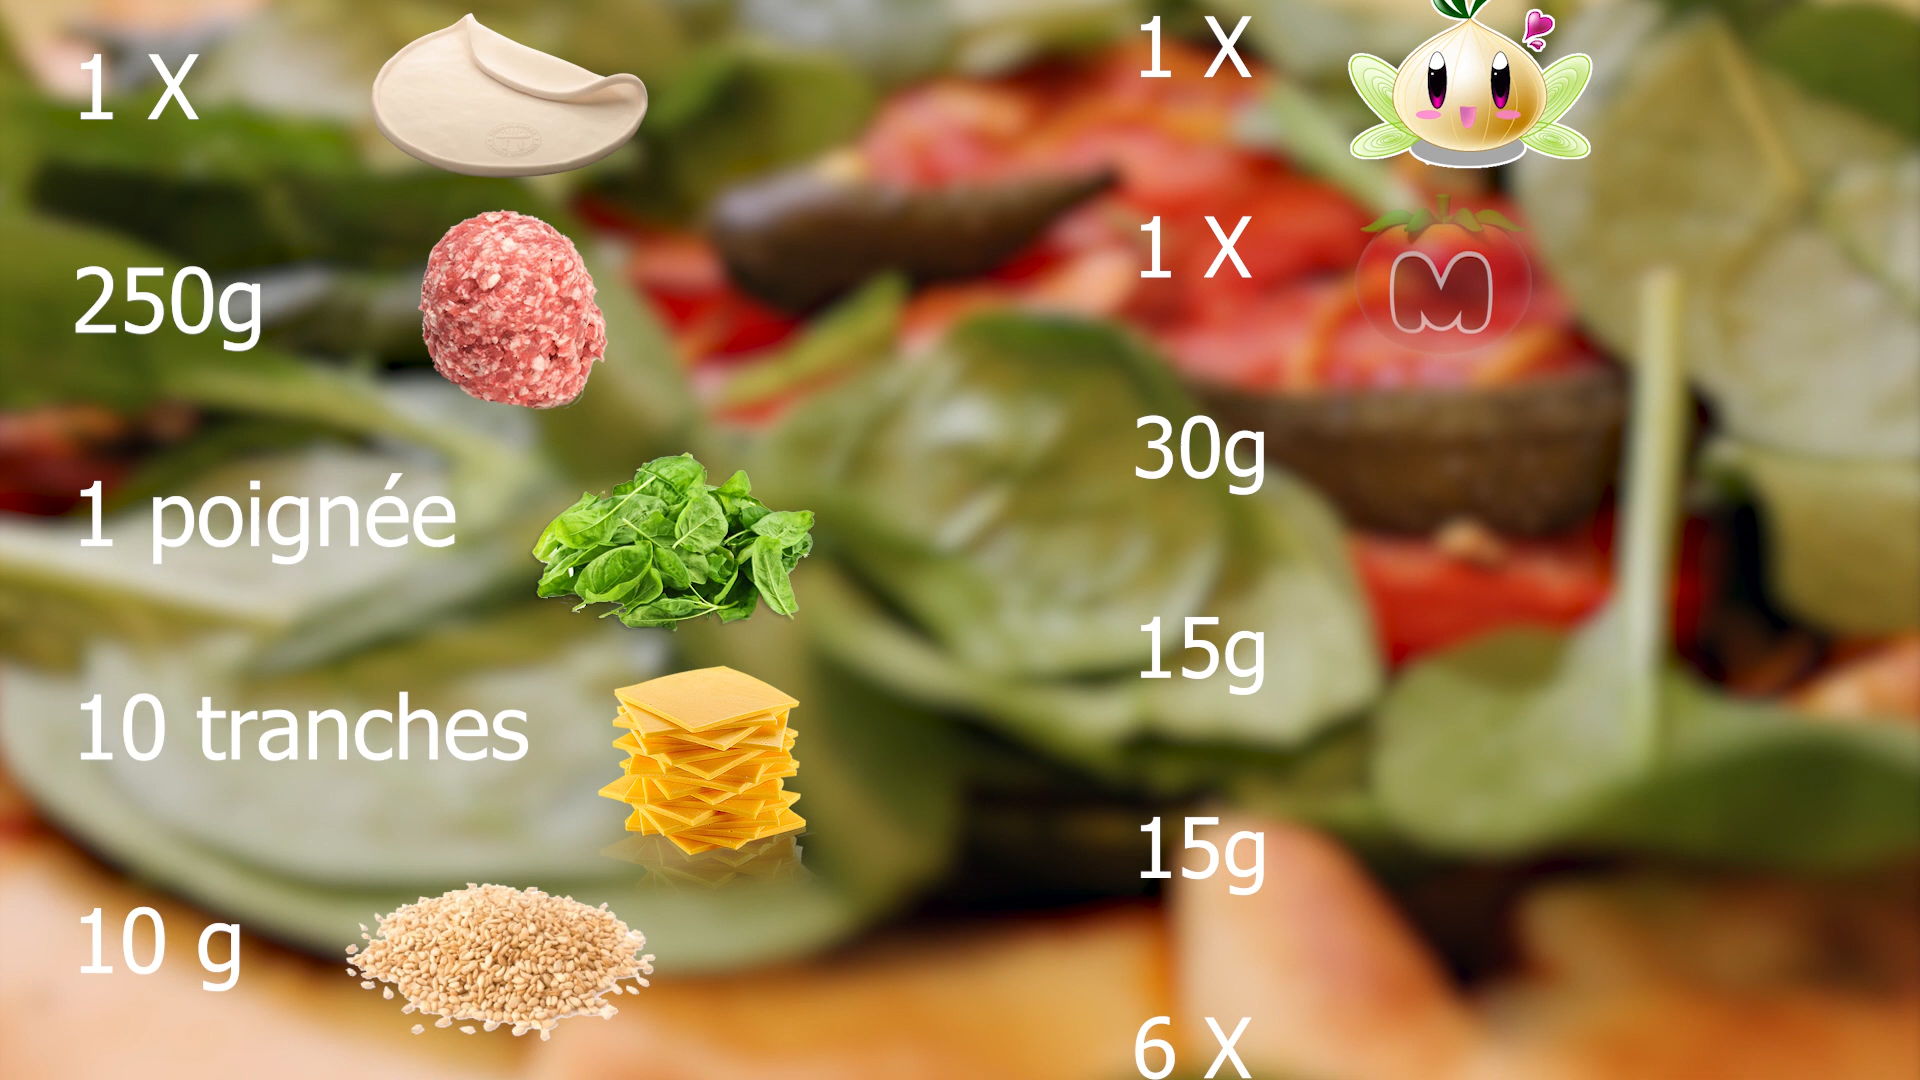 1 X
250g
1 poignée
10 tranches
10 g
1 X
1 X
M
30g
15g
15g
6 X